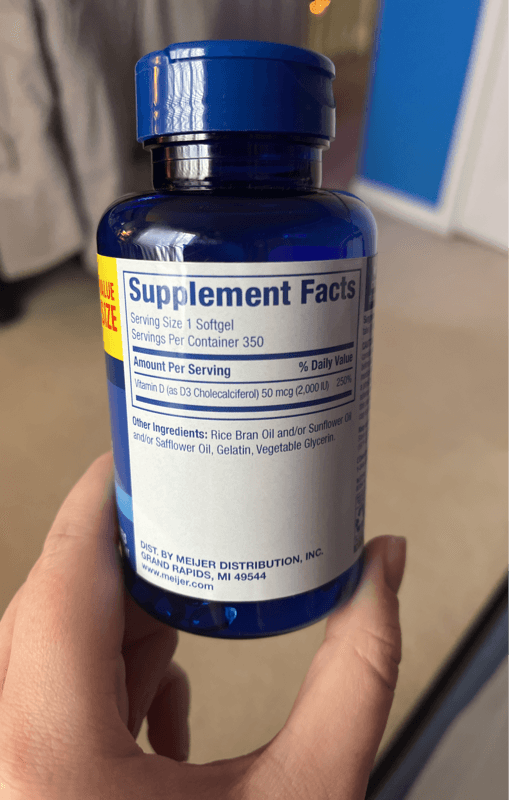 VALUE
SIZE
Supplement Facts
Serving Size 1 Softgel
Servings Per Container 350
Amount Per Serving % Daily Value
Vitamin D (as D3 Cholecalciferol) 50 mcg (2,000 IU) 250%
Other Ingredients: Rice Bran Oil and/or Sunflower Oil
and/or Safflower Oil, Gelatin, Vegetable Glycerin.
DIST. BY MEIJER DISTRIBUTION, INC.
GRAND RAPIDS, MI 49544
www.meijer.com